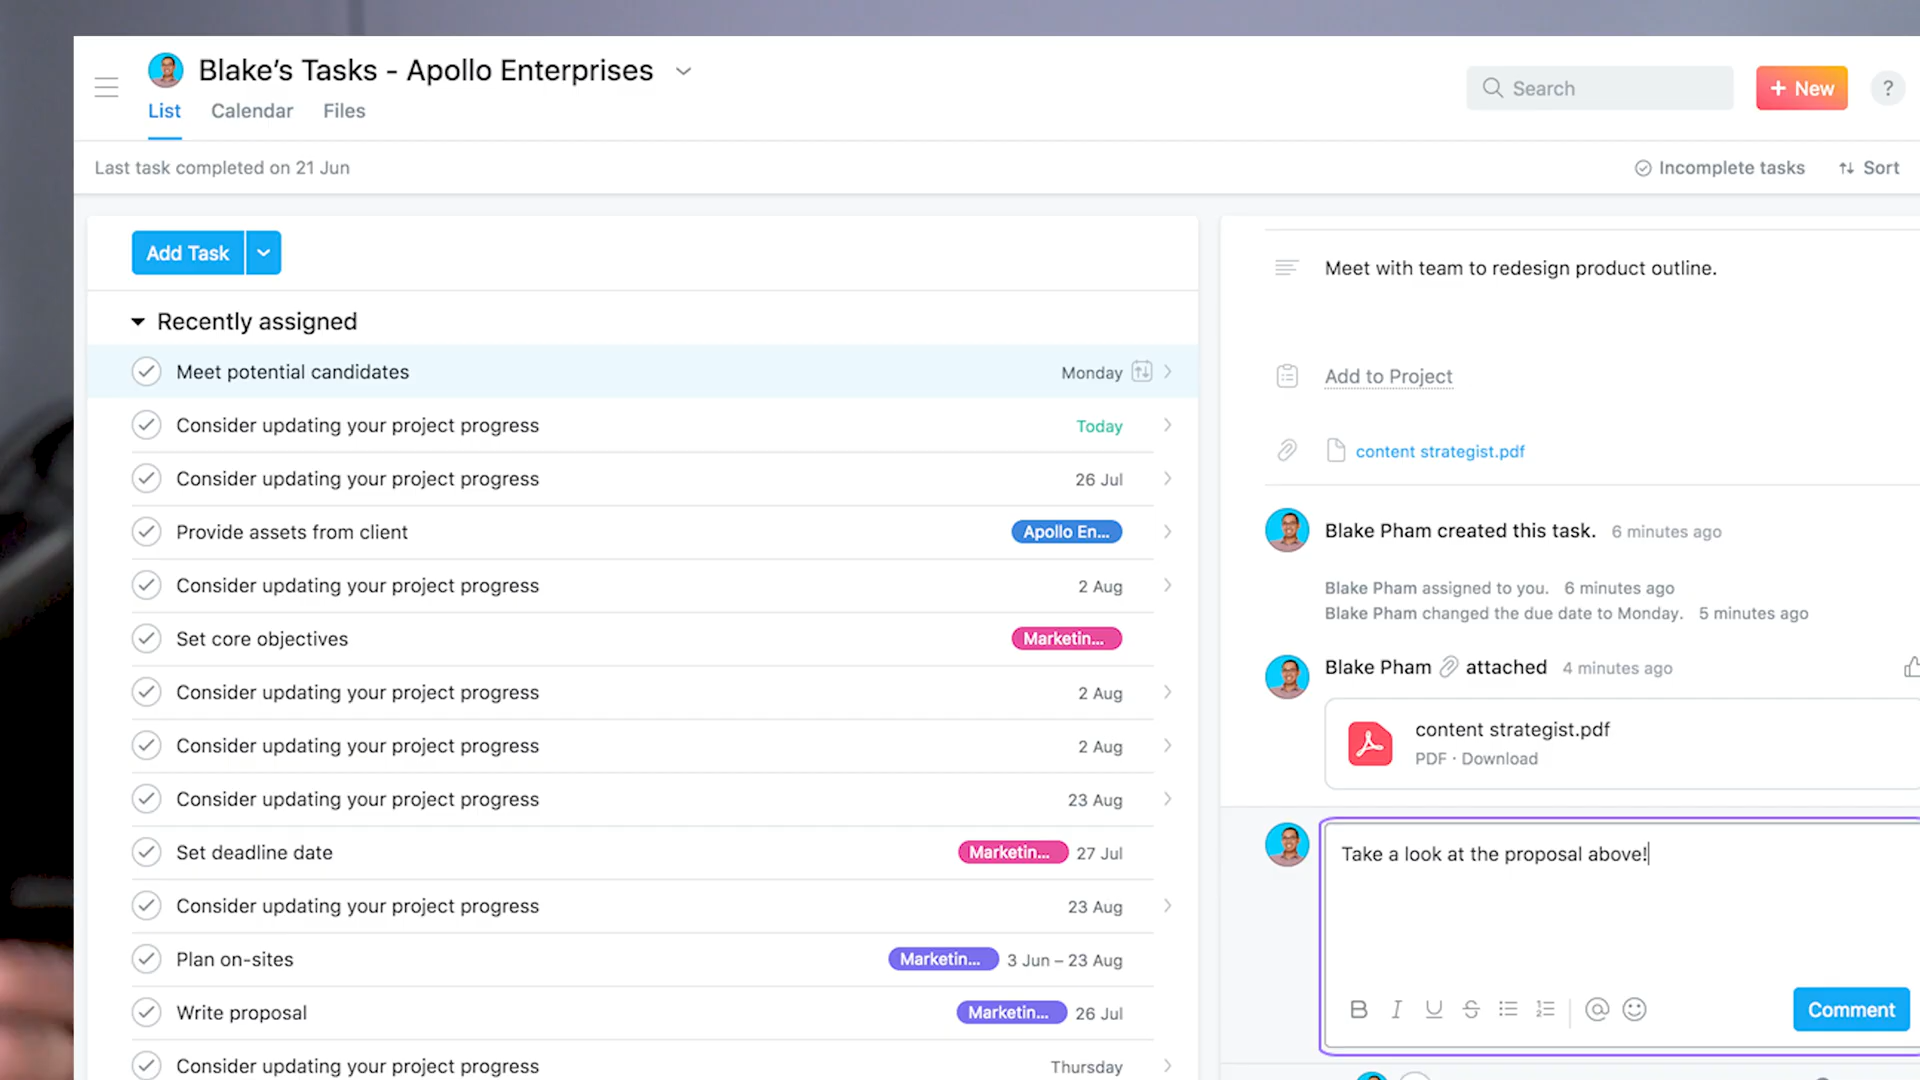 Blake's Tasks - Apollo Enterprises
List Calendar Files
Search
+ New
?
Last task completed on 21 Jun
Incomplete tasks
Sort
Add Task
Recently assigned
Meet potential candidates Monday
Consider updating your project progress Today
Consider updating your project progress 26 Jul
Provide assets from client Apollo En...
Consider updating your project progress 2 Aug
Set core objectives Marketin...
Consider updating your project progress 2 Aug
Consider updating your project progress 2 Aug
Consider updating your project progress 23 Aug
Set deadline date Marketin... 27 Jul
Consider updating your project progress 23 Aug
Plan on-sites Marketin... 3 Jun – 23 Aug
Write proposal Marketin... 26 Jul
Consider updating your project progress Thursday
Meet with team to redesign product outline.
Add to Project
content strategist.pdf
Blake Pham created this task. 6 minutes ago
Blake Pham assigned to you. 6 minutes ago
Blake Pham changed the due date to Monday. 5 minutes ago
Blake Pham attached 4 minutes ago
content strategist.pdf
PDF · Download
Take a look at the proposal above!
B I U S @
Comment